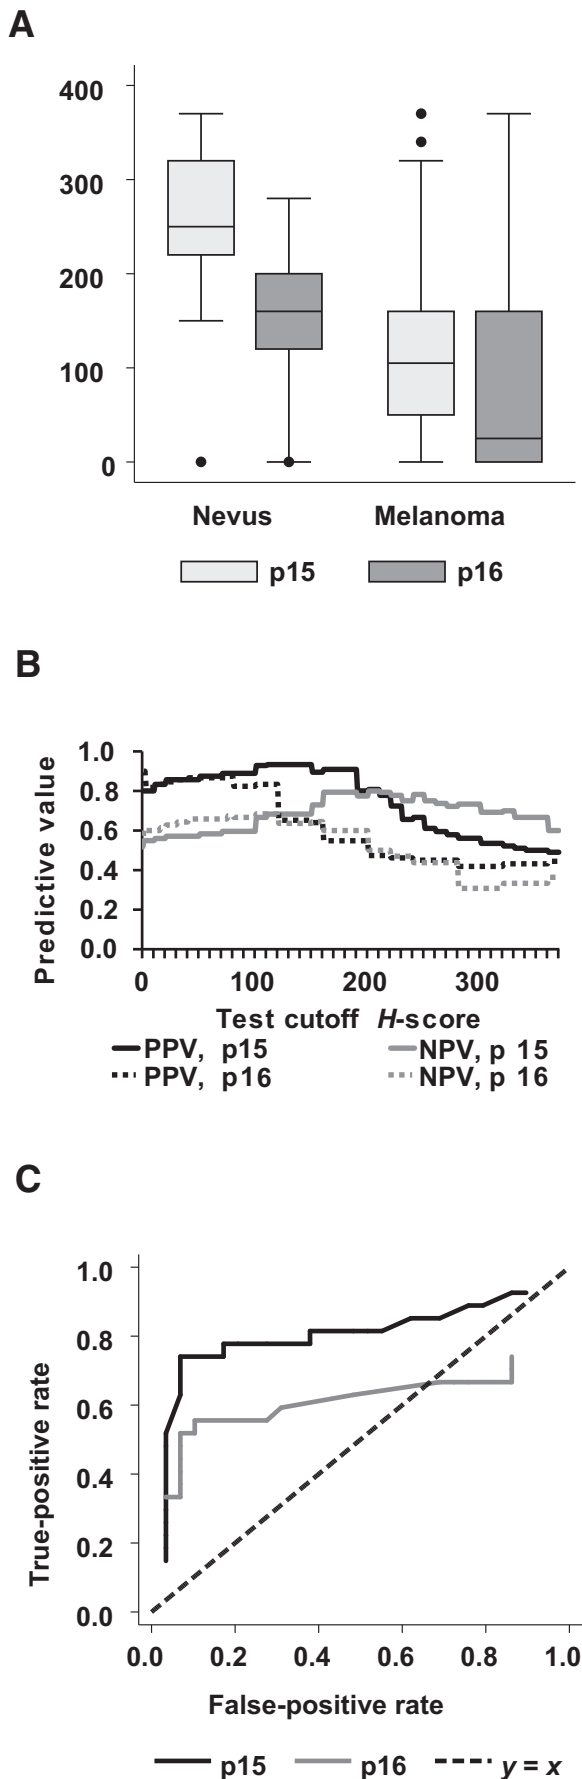 A
400
300
200
100
0
Nevus Melanoma
p15 p16
B
Predictive value
1.0
0.8
0.6
0.4
0.2
0.0
0 100 200 300
Test cutoff H-score
PPV, p15 NPV, p 15
PPV, p16 NPV, p 16
C
True-positive rate
1.0
0.8
0.6
0.4
0.2
0.0
0.0 0.2 0.4 0.6 0.8 1.0
False-positive rate
p15 p16 y = x